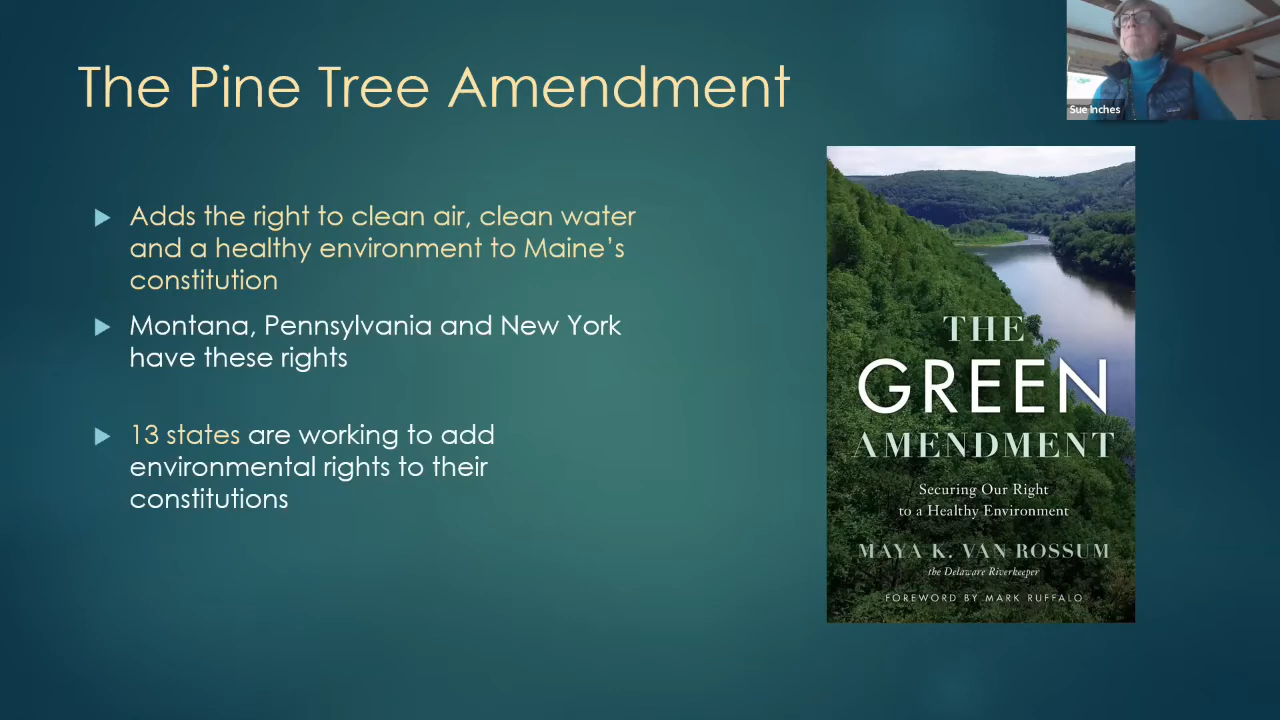 The Pine Tree Amendment
Sue Inches
Adds the right to clean air, clean water
and a healthy environment to Maine’s
constitution
Montana, Pennsylvania and New York
have these rights
13 states are working to add
environmental rights to their
constitutions
THE
GREEN
AMENDMENT
Securing Our Right
to a Healthy Environment
MAYA K. VAN ROSSUM
the Delaware Riverkeeper
FOREWORD BY MARK RUFFALO